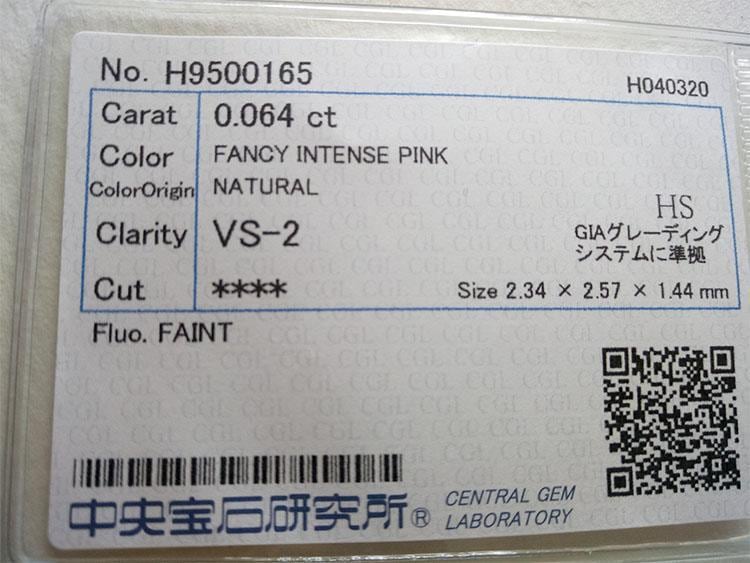 No. H9500165
H040320
Carat 0.064 ct
Color FANCY INTENSE PINK
ColorOrigin NATURAL
Clarity VS-2
HS
GIAグレーディング
システムに準拠
Cut ****
Size 2.34 × 2.57 × 1.44 mm
Fluo. FAINT
中央宝石研究所® CENTRAL GEM
LABORATORY